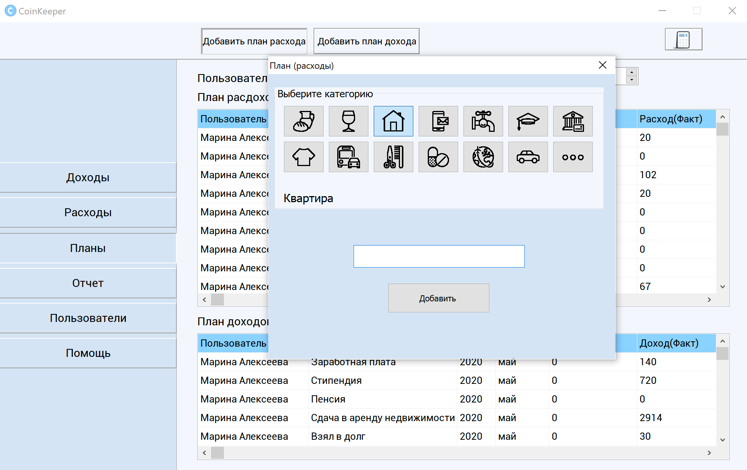 CoinKeeper
Добавить план расхода
Добавить план дохода
План (расходы)
Пользовател
Выберите категорию
План расдохо
Пользователь
Расход(Факт)
Марина Алексе
20
Марина Алексе
0
Марина Алексе
102
Марина Алексе
20
Марина Алексе
0
Марина Алексе
0
Марина Алексе
0
Марина Алексе
0
Марина Алексе
67
Квартира
Добавить
Доходы
Расходы
Планы
Отчет
Пользователи
Помощь
План доходов
Пользователь
Доход(Факт)
Марина Алексеева Заработная плата 2020 май 0 140
Марина Алексеева Стипендия 2020 май 0 720
Марина Алексеева Пенсия 2020 май 0 0
Марина Алексеева Сдача в аренду недвижимости 2020 май 0 2914
Марина Алексеева Взял в долг 2020 май 0 30